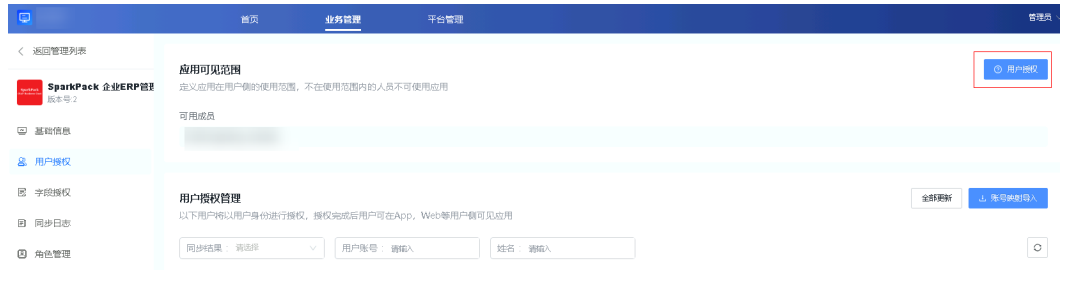 首页 业务管理 平台管理 管理员
返回管理列表
SparkPack 企业ERP管理
版本号:2
基础信息
用户授权
字段授权
同步日志
角色管理
应用可见范围
定义应用在用户侧的使用范围，不在使用范围内的人员不可使用应用
用户授权
可用成员
用户授权管理
以下用户将以用户身份进行授权，授权完成后用户可在App，Web等用户侧可见应用
全部更新 账号映射导入
同步结果： 请选择 用户账号： 请输入 姓名： 请输入